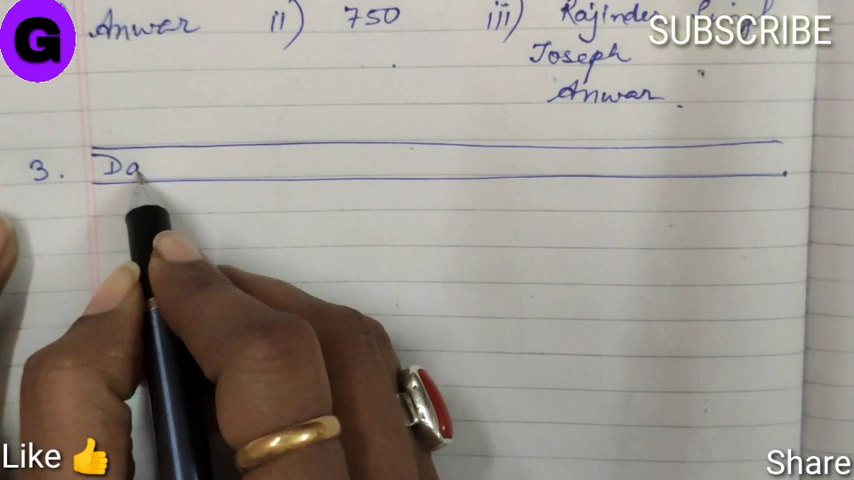 G
Anwar ii) 750 iii) Rajinder
SUBSCRIBE
Joseph
Anwar.
3. Da
Like 👍
Share